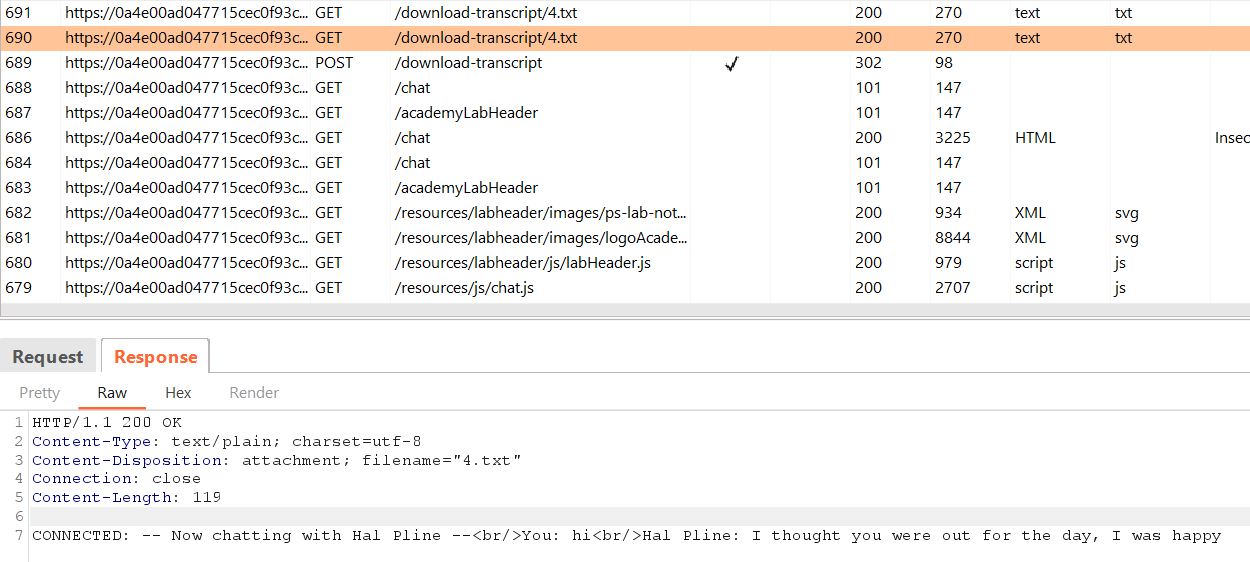 691 https://0a4e00ad047715cec0f93c... GET /download-transcript/4.txt 200 270 text txt
690 https://0a4e00ad047715cec0f93c... GET /download-transcript/4.txt 200 270 text txt
689 https://0a4e00ad047715cec0f93c... POST /download-transcript ✓ 302 98
688 https://0a4e00ad047715cec0f93c... GET /chat 101 147
687 https://0a4e00ad047715cec0f93c... GET /academyLabHeader 101 147
686 https://0a4e00ad047715cec0f93c... GET /chat 200 3225 HTML Insec
684 https://0a4e00ad047715cec0f93c... GET /chat 101 147
683 https://0a4e00ad047715cec0f93c... GET /academyLabHeader 101 147
682 https://0a4e00ad047715cec0f93c... GET /resources/labheader/images/ps-lab-not... 200 934 XML svg
681 https://0a4e00ad047715cec0f93c... GET /resources/labheader/images/logoAcade... 200 8844 XML svg
680 https://0a4e00ad047715cec0f93c... GET /resources/labheader/js/labHeader.js 200 979 script js
679 https://0a4e00ad047715cec0f93c... GET /resources/js/chat.js 200 2707 script js
Request Response
Pretty Raw Hex Render
1 HTTP/1.1 200 OK
2 Content-Type: text/plain; charset=utf-8
3 Content-Disposition: attachment; filename="4.txt"
4 Connection: close
5 Content-Length: 119
6
7 CONNECTED: -- Now chatting with Hal Pline --<br/>You: hi<br/>Hal Pline: I thought you were out for the day, I was happy